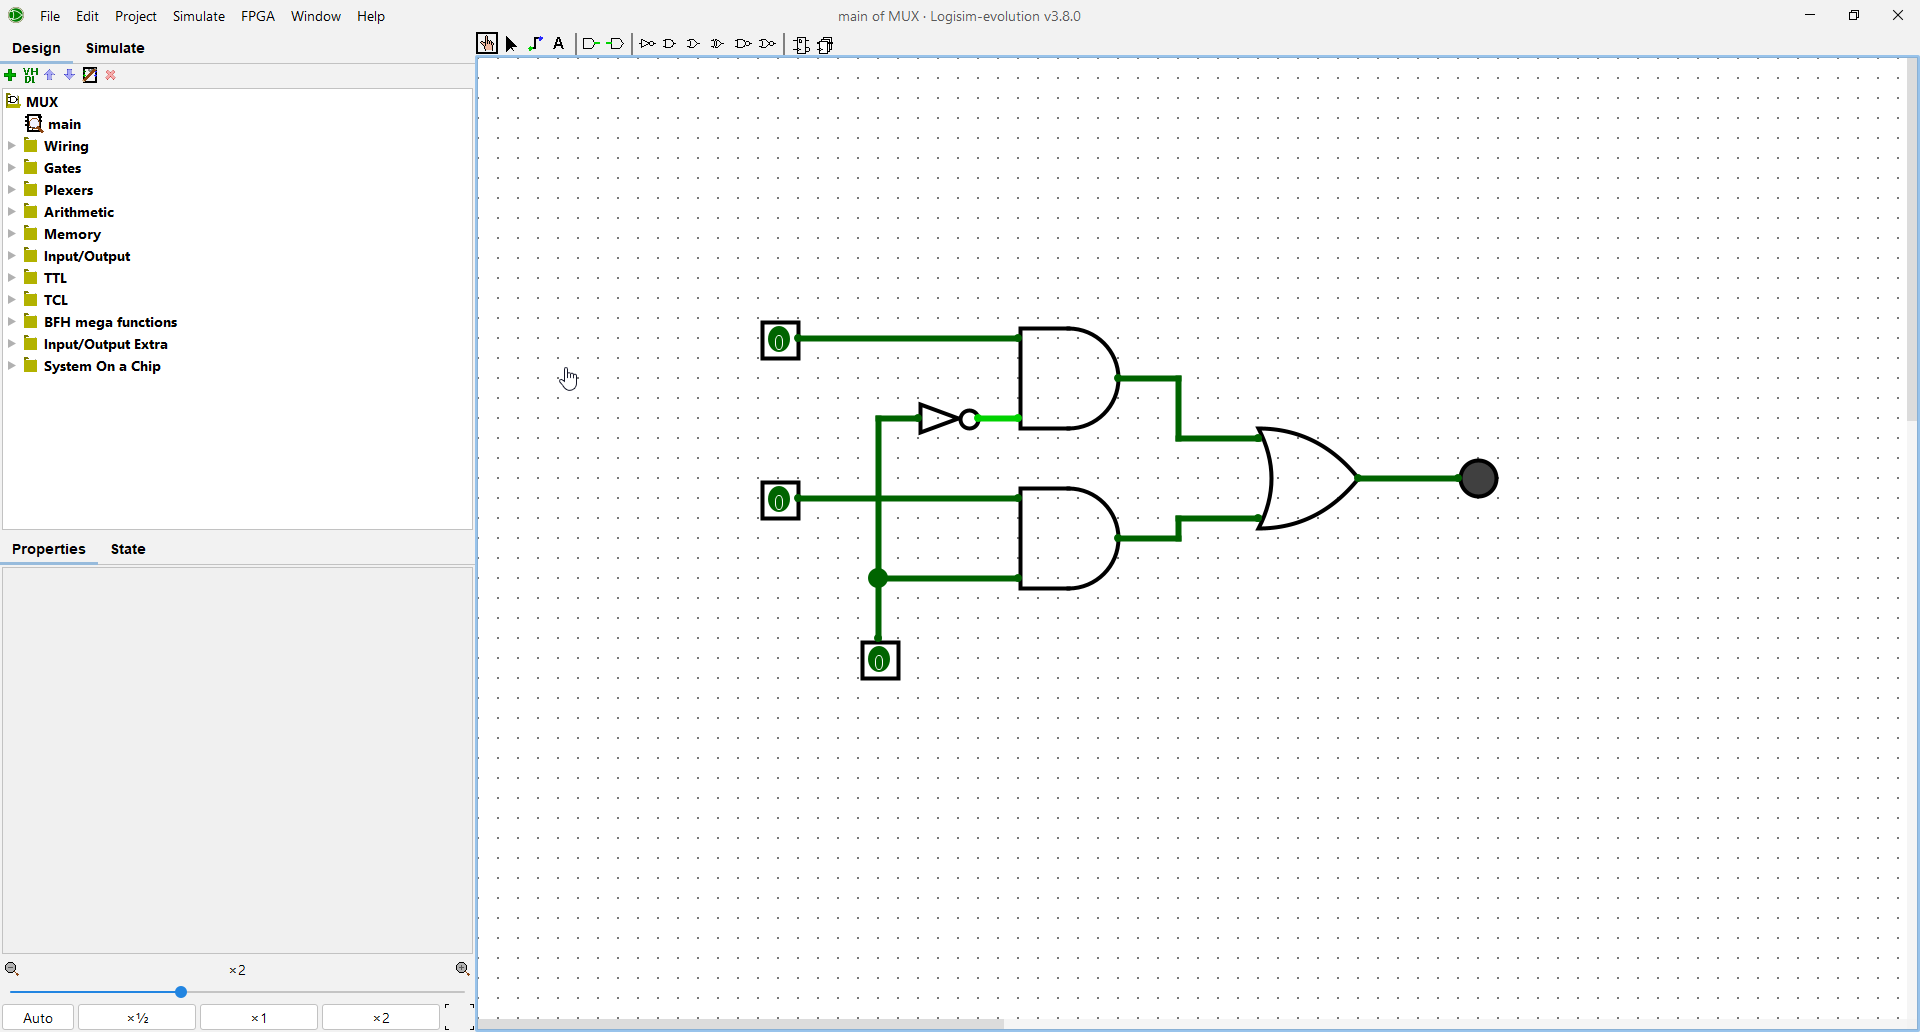 File Edit Project Simulate FPGA Window Help
main of MUX · Logisim-evolution v3.8.0
Design Simulate
A
VH
DL
MUX
main
Wiring
Gates
Plexers
Arithmetic
Memory
Input/Output
TTL
TCL
BFH mega functions
Input/Output Extra
System On a Chip
0
0
0
Properties State
×2
Auto ×½ ×1 ×2